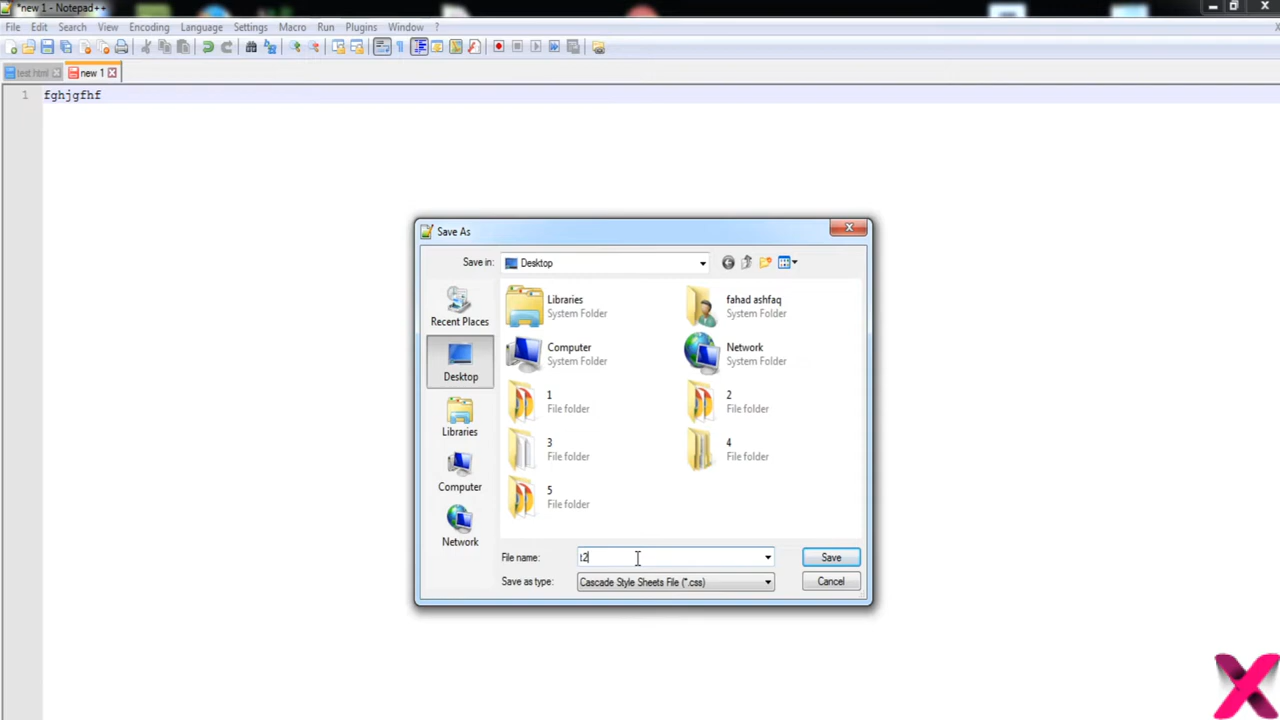 *new 1 - Notepad++
File Edit Search View Encoding Language Settings Macro Run Plugins Window ?
test.html new 1
1 fghjgfhf
Save As
Save in: Desktop
Recent Places
Desktop
Libraries
Computer
Network
Libraries
System Folder
fahad ashfaq
System Folder
Computer
System Folder
Network
System Folder
1
File folder
2
File folder
3
File folder
4
File folder
5
File folder
File name: t2
Save
Save as type: Cascade Style Sheets File (*.css)
Cancel
X